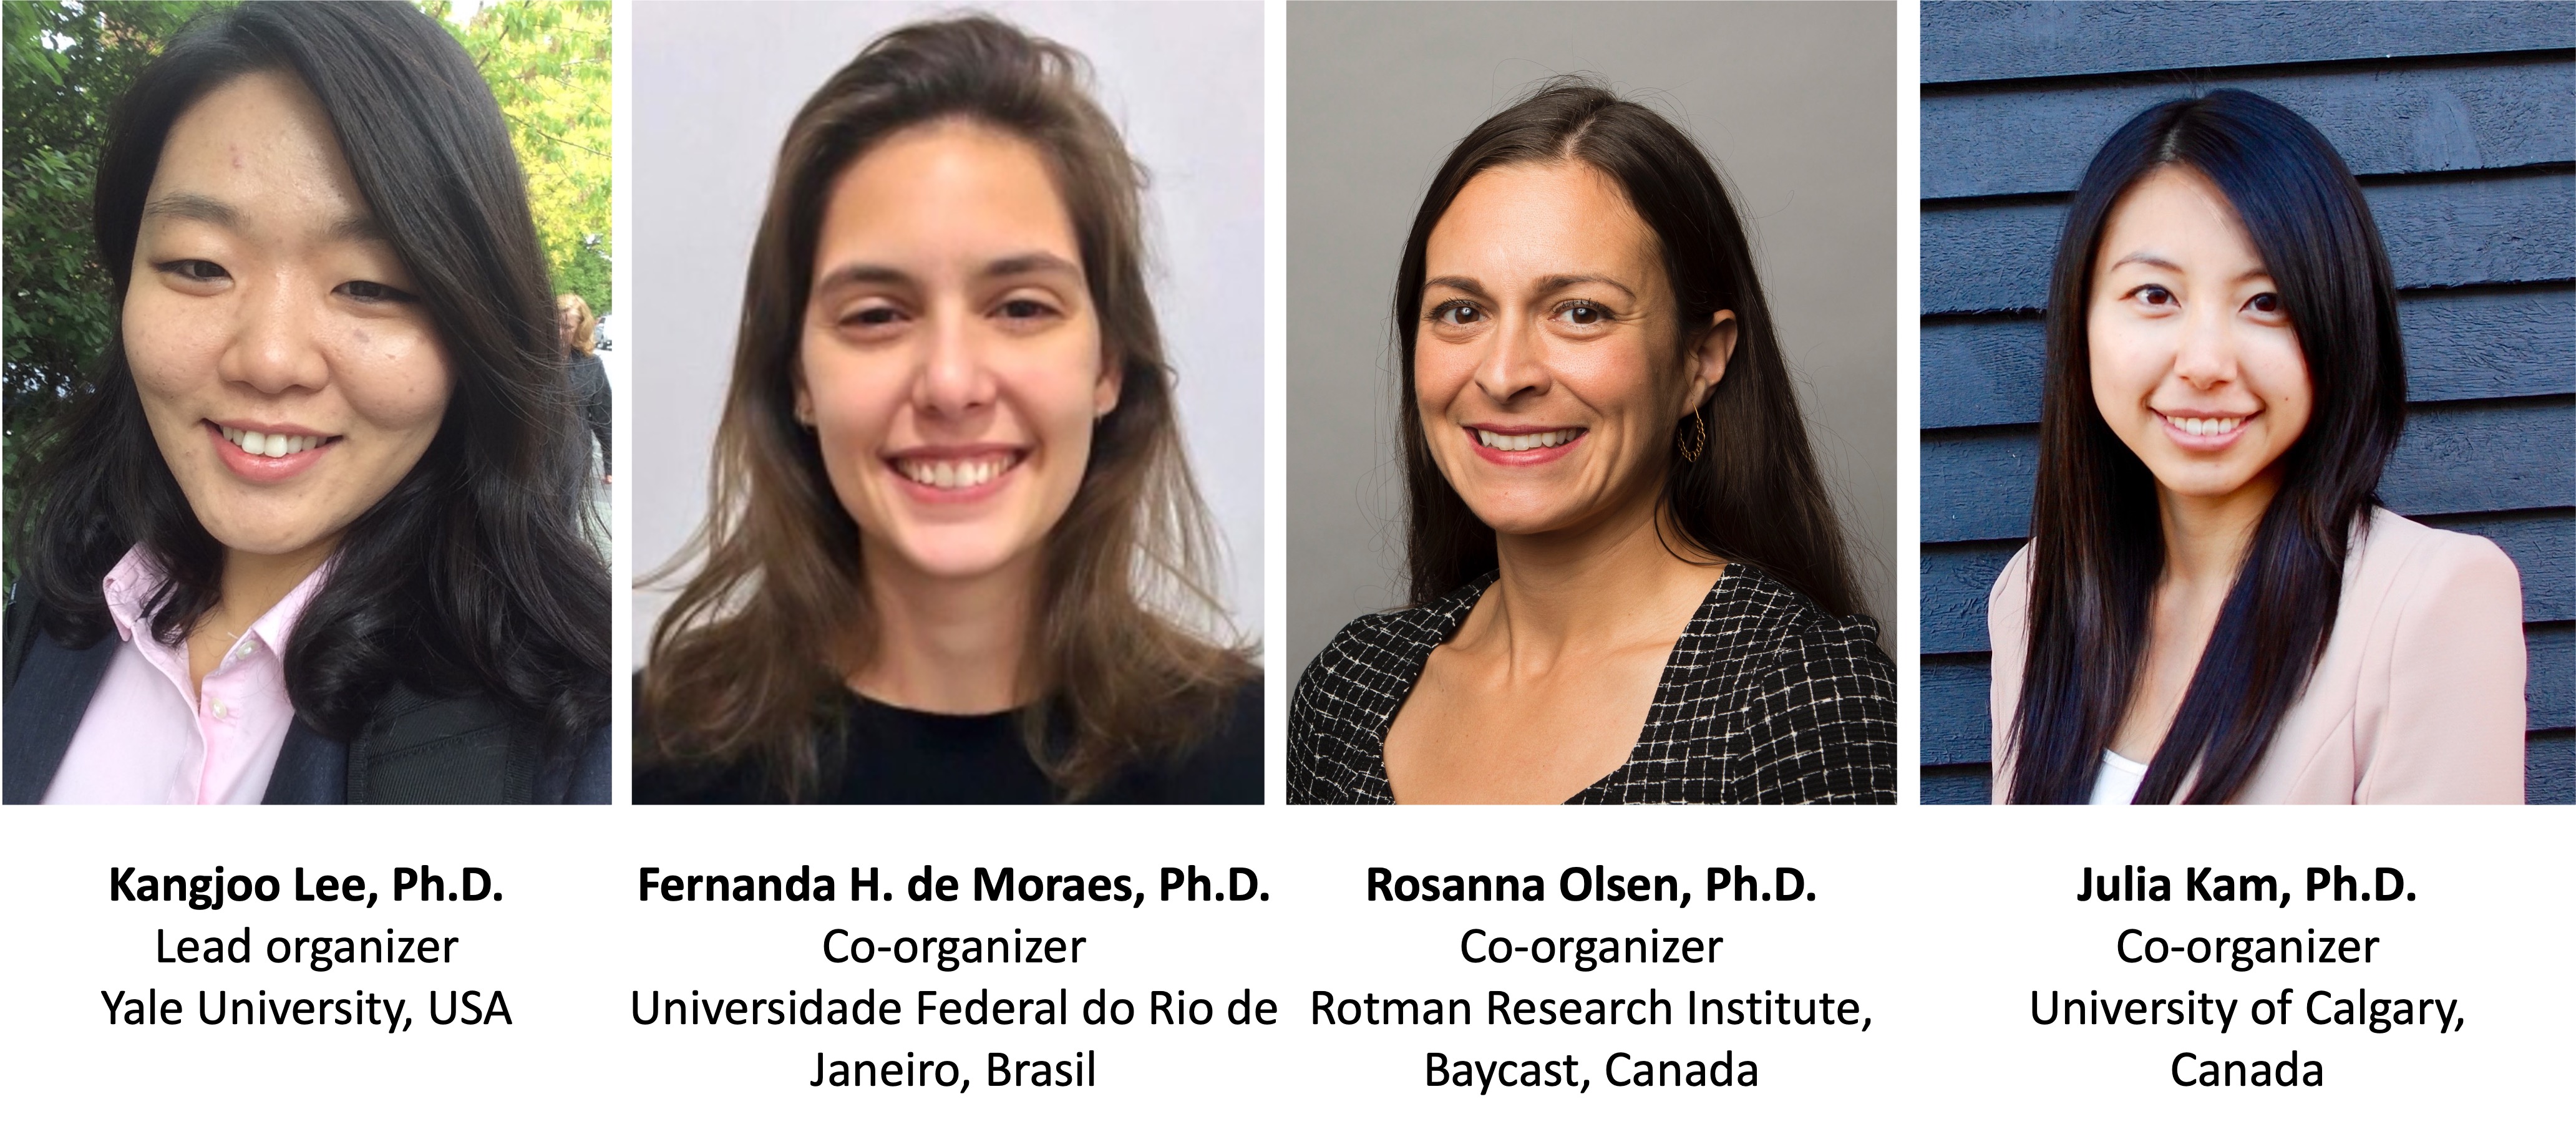 Kangjoo Lee, Ph.D.
Lead organizer
Yale University, USA
Fernanda H. de Moraes, Ph.D.
Co-organizer
Universidade Federal do Rio de
Janeiro, Brasil
Rosanna Olsen, Ph.D.
Co-organizer
Rotman Research Institute,
Baycast, Canada
Julia Kam, Ph.D.
Co-organizer
University of Calgary,
Canada